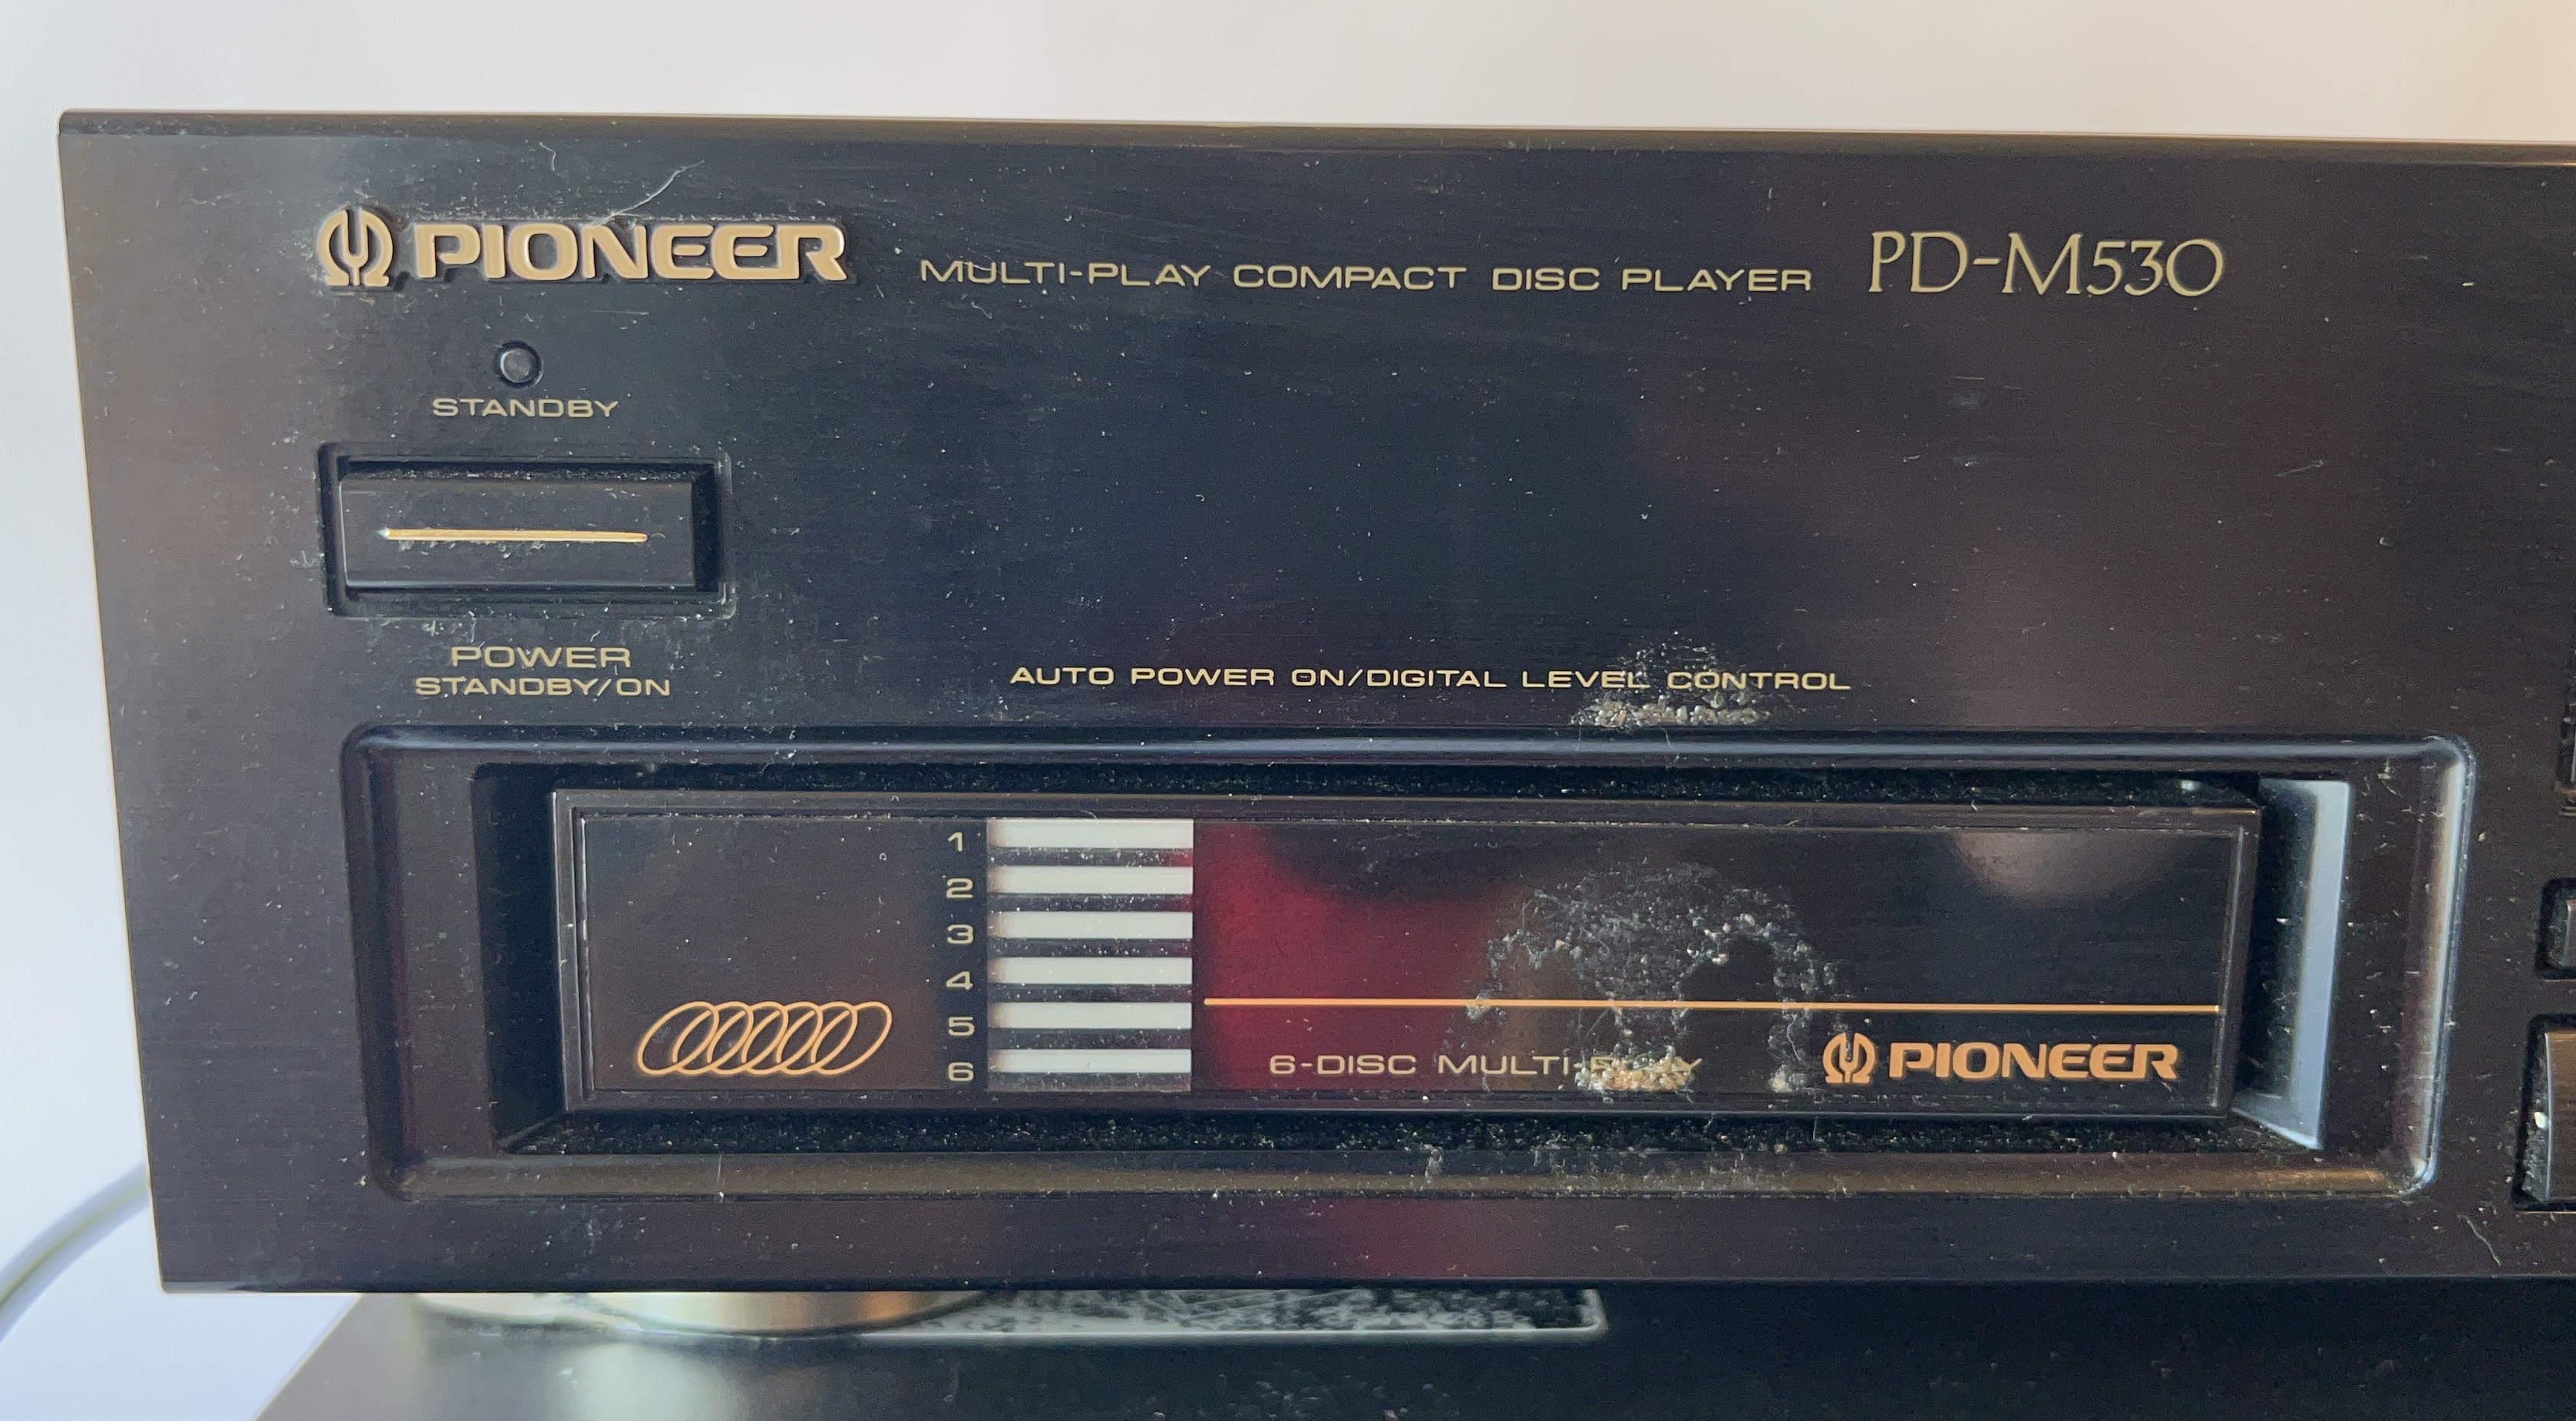 PIONEER MULTI-PLAY COMPACT DISC PLAYER PD-M530
STANDBY
POWER
STANDBY/ON
AUTO POWER ON/DIGITAL LEVEL CONTROL
1
2
3
4
5
6
6-DISC MULTI-PLAY
PIONEER